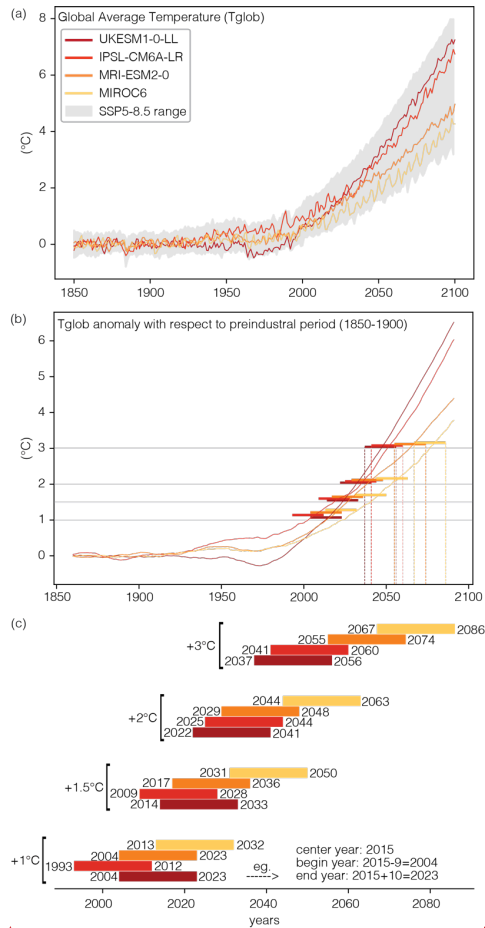 (a) Global Average Temperature (Tglob)
UKESM1-0-LL
IPSL-CM6A-LR
MRI-ESM2-0
MIROC6
SSP5-8.5 range
(°C)
8
6
4
2
0
1850 1900 1950 2000 2050 2100
(b)
Tglob anomaly with respect to preindustrial period (1850-1900)
(°C)
6
5
4
3
2
1
0
1850 1900 1950 2000 2050 2100
(c)
+3°C
2067 2086
2055 2074
2041 2060
2037 2056
+2°C
2044 2063
2029 2048
2025 2044
2022 2041
+1.5°C
2031 2050
2017 2036
2009 2028
2014 2033
+1°C
2013 2032
2004 2023
1993 2012
2004 2023
eg.
center year: 2015
begin year: 2015-9=2004
end year: 2015+10=2023
2000 2020 2040 2060 2080
years